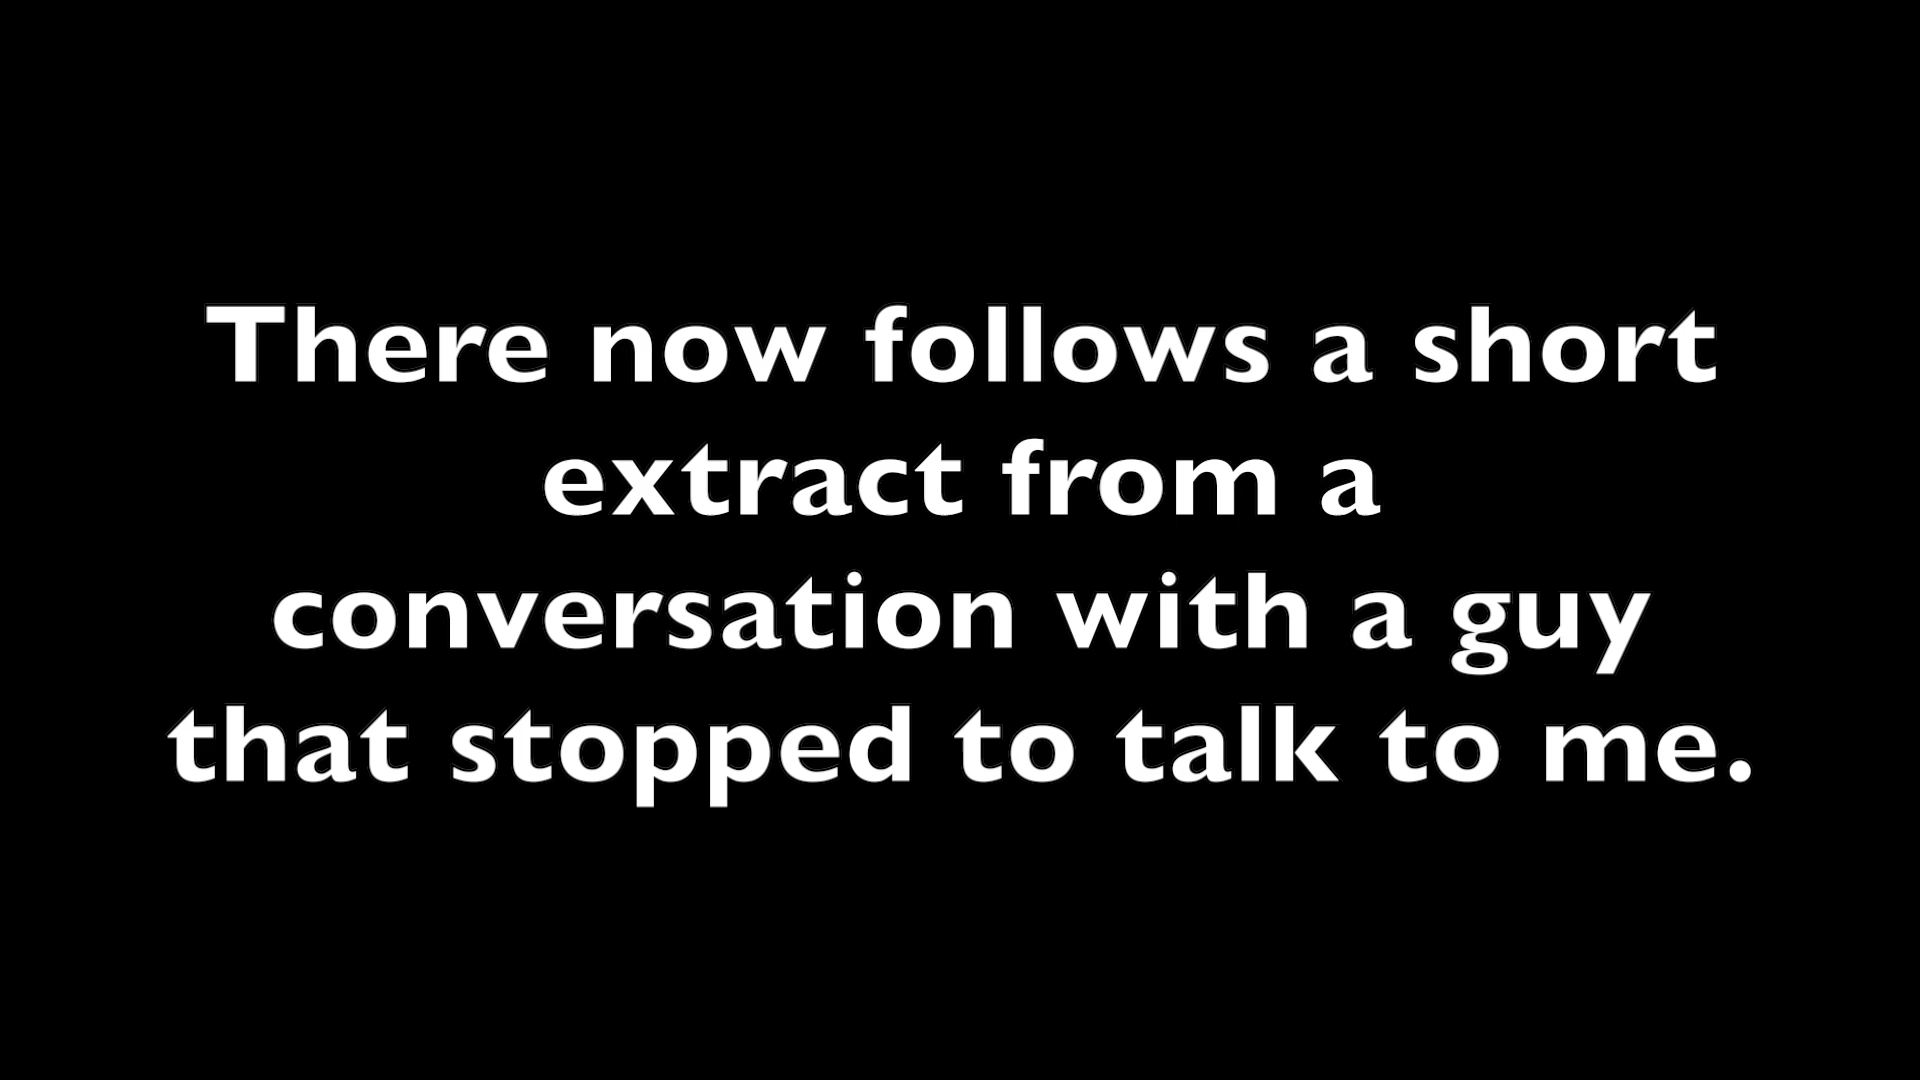 There now follows a short
extract from a
conversation with a guy
that stopped to talk to me.